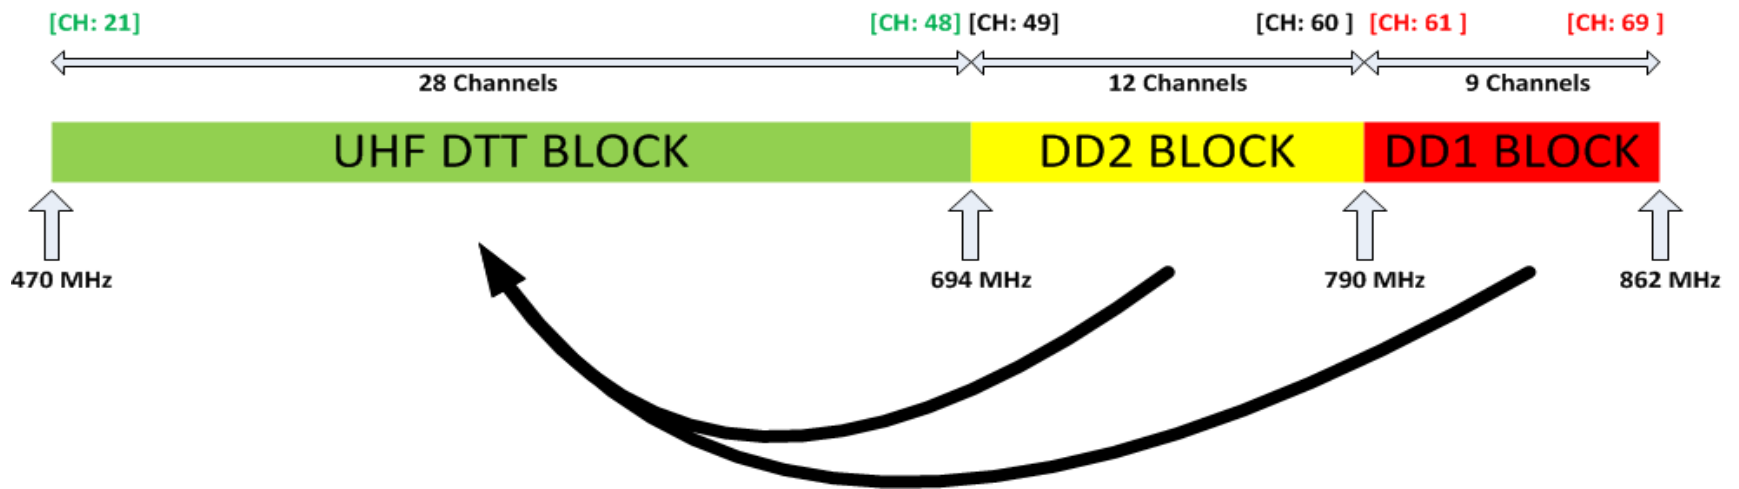 [CH: 21] [CH: 48] [CH: 49] [CH: 60 ] [CH: 61 ] [CH: 69 ]
28 Channels 12 Channels 9 Channels
UHF DTT BLOCK DD2 BLOCK DD1 BLOCK
470 MHz 694 MHz 790 MHz 862 MHz